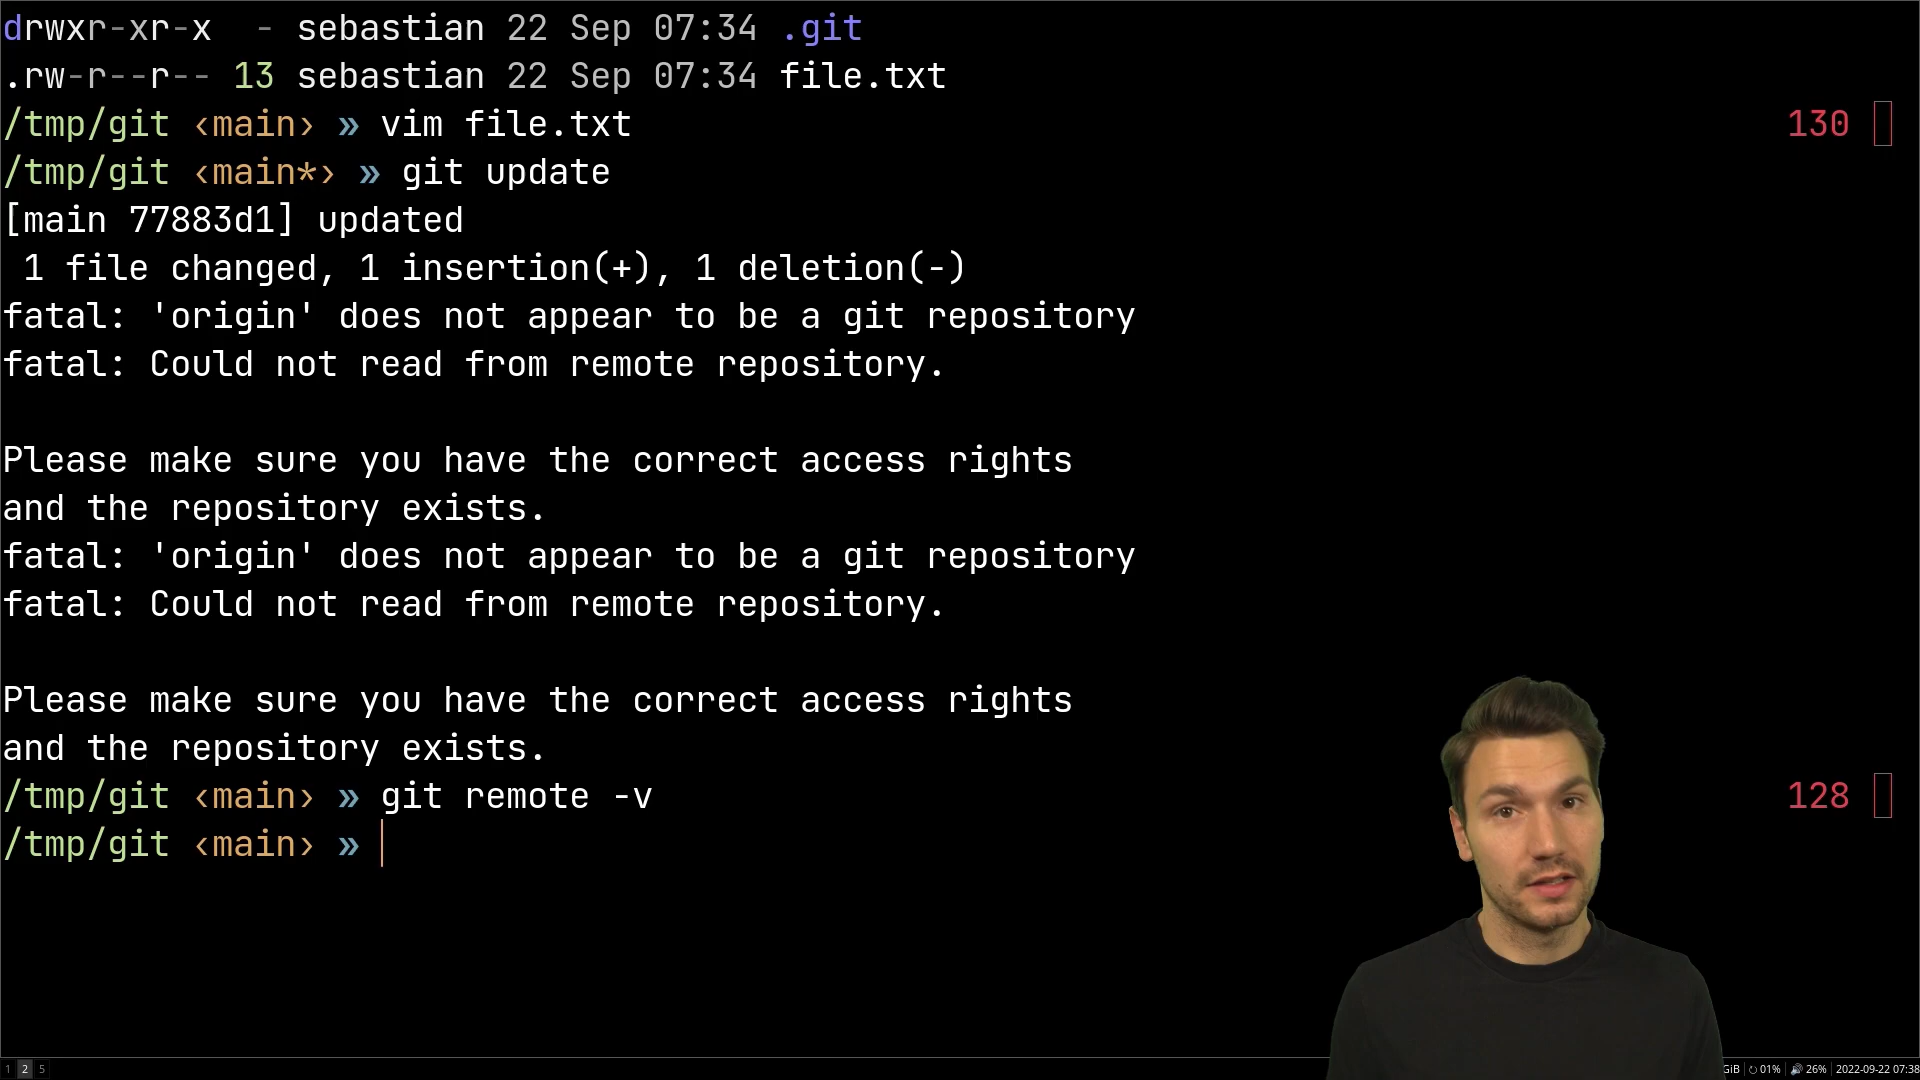 drwxr-xr-x - sebastian 22 Sep 07:34 .git
.rw-r--r-- 13 sebastian 22 Sep 07:34 file.txt
/tmp/git ‹main› » vim file.txt 130
/tmp/git ‹main*› » git update
[main 77883d1] updated
1 file changed, 1 insertion(+), 1 deletion(-)
fatal: 'origin' does not appear to be a git repository
fatal: Could not read from remote repository.
Please make sure you have the correct access rights
and the repository exists.
fatal: 'origin' does not appear to be a git repository
fatal: Could not read from remote repository.
Please make sure you have the correct access rights
and the repository exists.
/tmp/git ‹main› » git remote -v 128
/tmp/git ‹main› »
1 2 5 GiB 01% 26% 2022-09-22 07:38